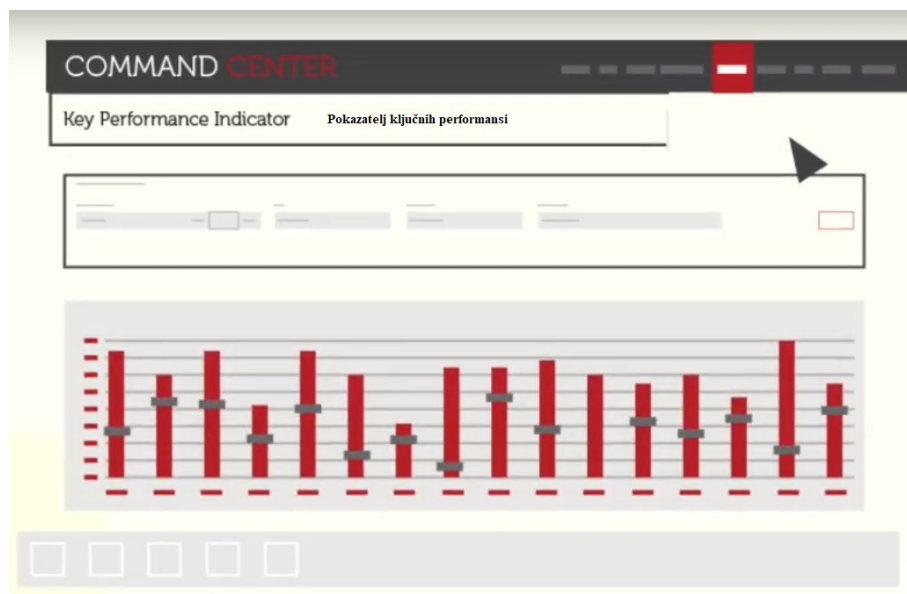 COMMAND CENTER
Key Performance Indicator Pokazatelj ključnih performansi